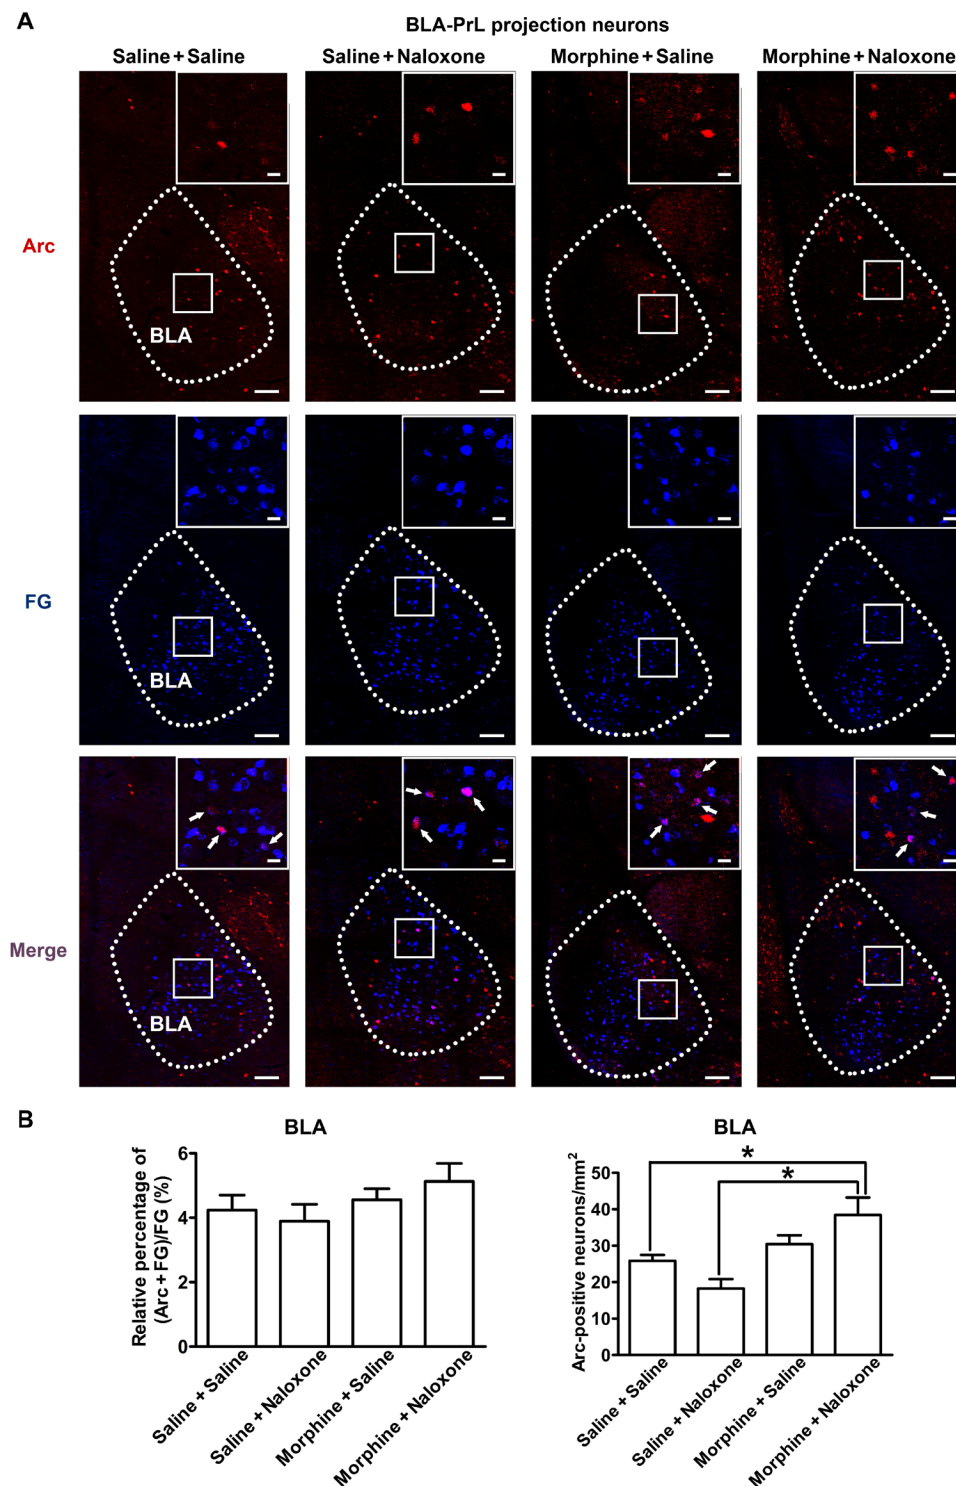 A
BLA-PrL projection neurons
Saline + Saline
Saline + Naloxone
Morphine + Saline
Morphine + Naloxone
Arc
BLA
FG
BLA
Merge
BLA
B
BLA
Relative percentage of
(Arc + FG)/FG (%)
6
4
2
0
Saline + Saline
Saline + Naloxone
Morphine + Saline
Morphine + Naloxone
BLA
Arc-positive neurons/mm²
50
40
30
20
10
0
*
*
Saline + Saline
Saline + Naloxone
Morphine + Saline
Morphine + Naloxone